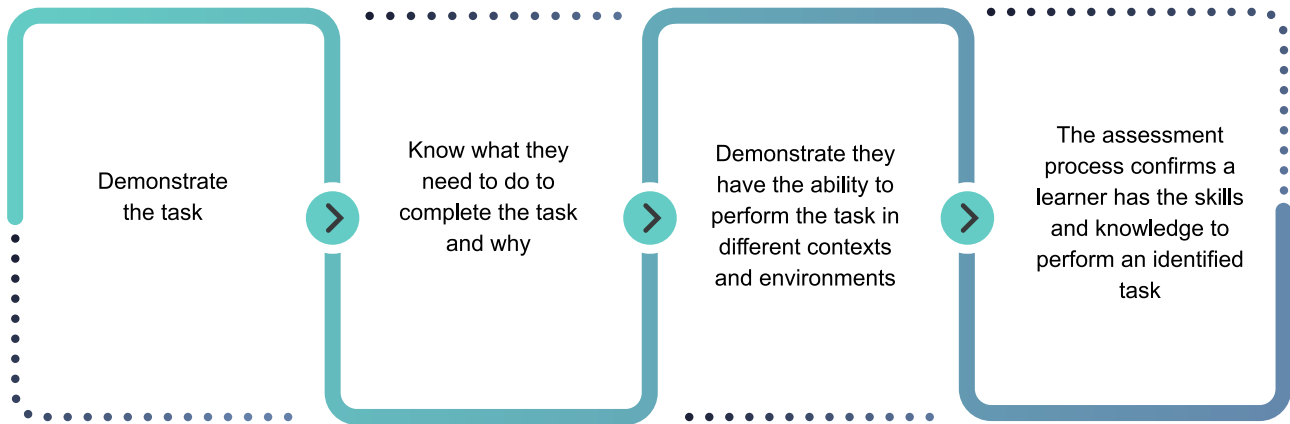 Demonstrate
the task
Know what they
need to do to
complete the task
and why
Demonstrate they
have the ability to
perform the task in
different contexts
and environments
The assessment
process confirms a
learner has the skills
and knowledge to
perform an identified
task